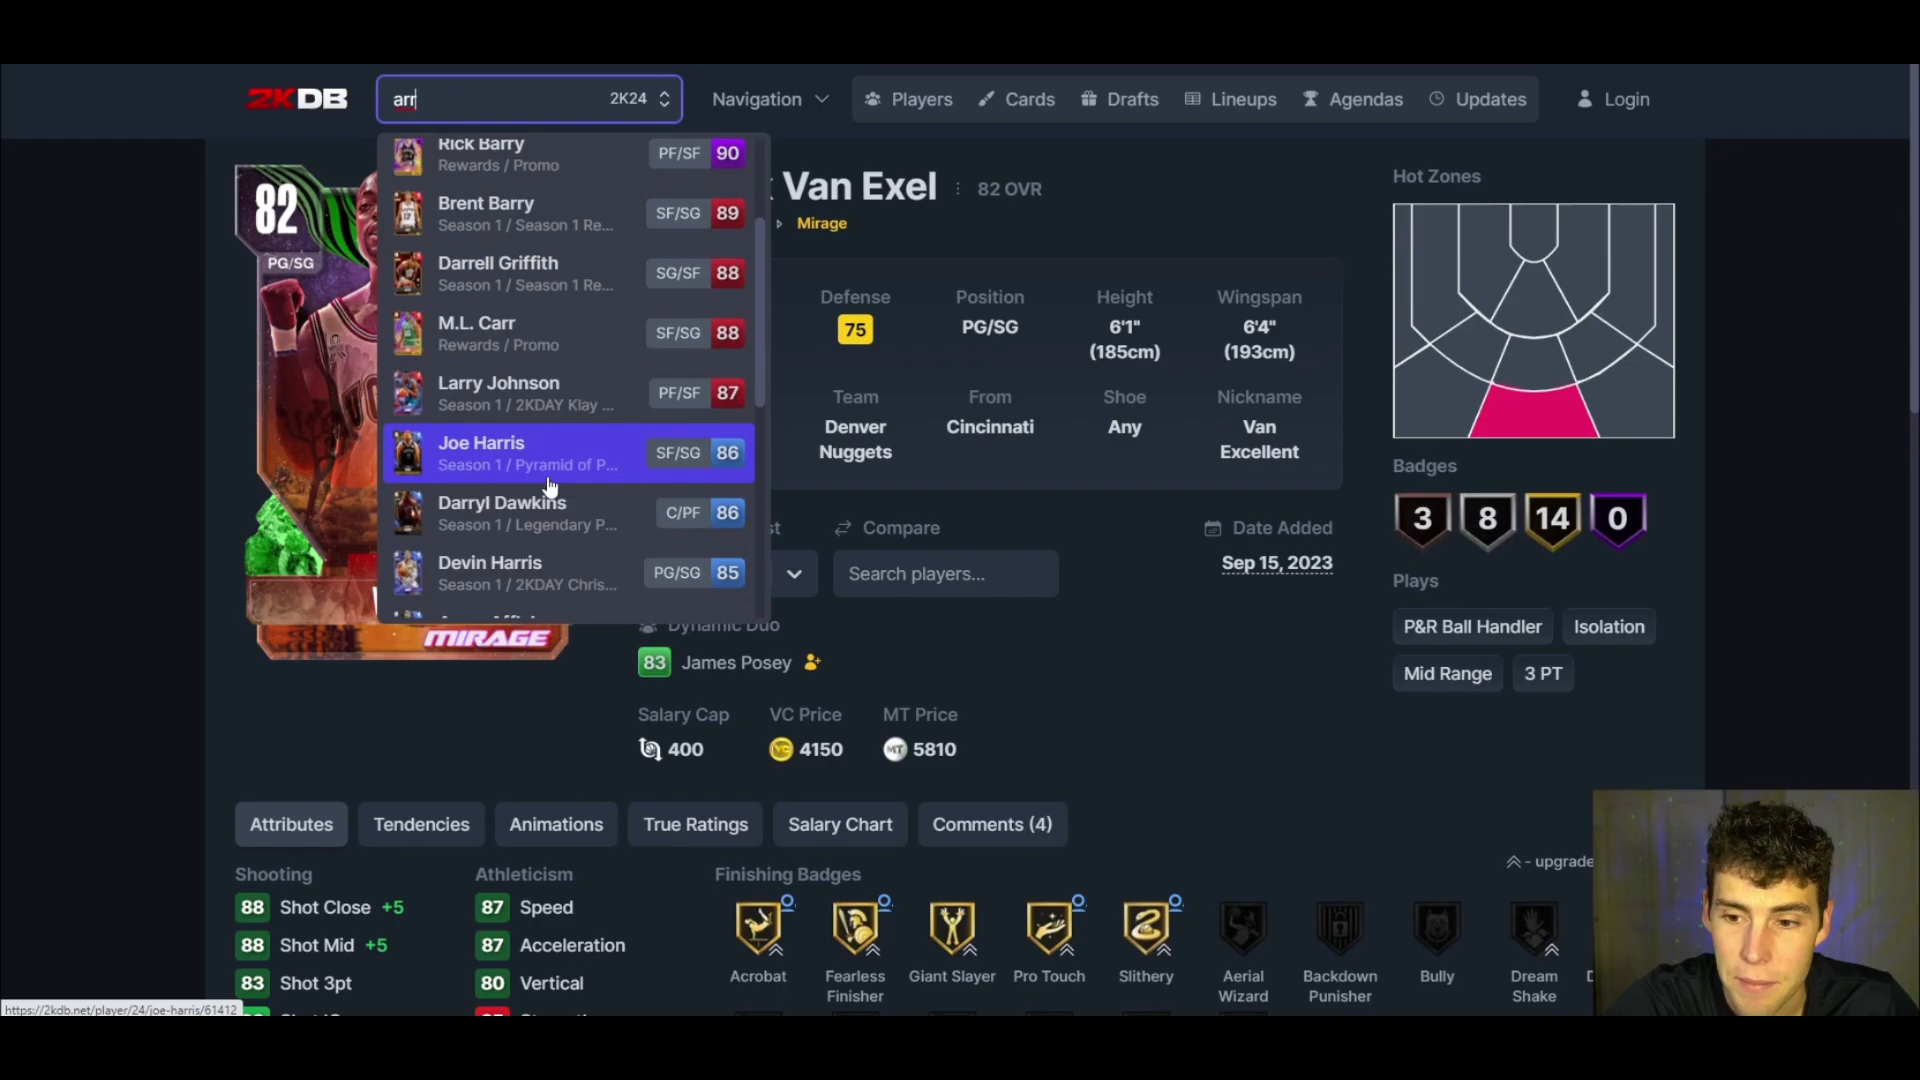 2KDB
arr
2K24
Navigation
Players
Cards
Drafts
Lineups
Agendas
Updates
Login
82
PG/SG
MIRAGE
Rick Barry
Rewards / Promo
PF/SF 90
Brent Barry
Season 1 / Season 1 Re...
SF/SG 89
Darrell Griffith
Season 1 / Season 1 Re...
SG/SF 88
M.L. Carr
Rewards / Promo
SF/SG 88
Larry Johnson
Season 1 / 2KDAY Klay ...
PF/SF 87
Joe Harris
Season 1 / Pyramid of P...
SF/SG 86
Darryl Dawkins
Season 1 / Legendary P...
C/PF 86
Devin Harris
Season 1 / 2KDAY Chris...
PG/SG 85
Van Exel
82 OVR
Mirage
Defense
75
Position
PG/SG
Height
6'1"
(185cm)
Wingspan
6'4"
(193cm)
Team
Denver
Nuggets
From
Cincinnati
Shoe
Any
Nickname
Van
Excellent
Compare
Search players...
Date Added
Sep 15, 2023
Dynamic Duo
83 James Posey
Salary Cap
400
VC Price
VC 4150
MT Price
MT 5810
Hot Zones
Badges
3 8 14 0
Plays
P&R Ball Handler
Isolation
Mid Range
3 PT
Attributes
Tendencies
Animations
True Ratings
Salary Chart
Comments (4)
Shooting
88 Shot Close +5
88 Shot Mid +5
83 Shot 3pt
Athleticism
87 Speed
87 Acceleration
80 Vertical
Finishing Badges
- upgrade
Acrobat
Fearless
Finisher
Giant Slayer
Pro Touch
Slithery
Aerial
Wizard
Backdown
Punisher
Bully
Dream
Shake
https://2kdb.net/player/24/joe-harris/61412